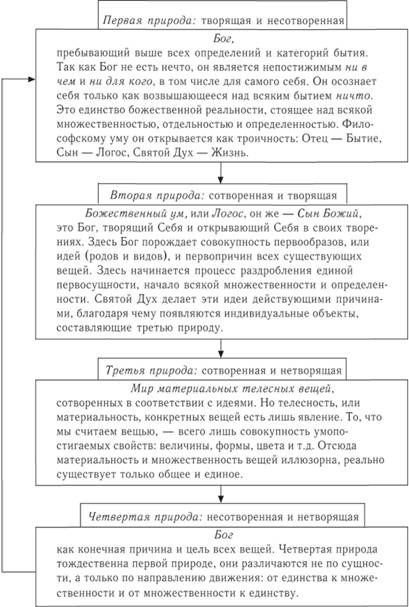 Первая природа: творящая и несотворенная
Бог,
пребывающий выше всех определений и категорий бытия.
Так как Бог не есть нечто, он является непостижимым ни в
чем и ни для кого, в том числе для самого себя. Он осознает
себя только как возвышающееся над всяким бытием ничто.
Это единство божественной реальности, стоящее над всякой
множественностью, отдельностью и определенностью. Фило-
софскому уму он открывается как троичность: Отец — Бытие,
Сын — Логос, Святой Дух — Жизнь.
Вторая природа: сотворенная и творящая
Божественный ум, или Логос, он же — Сын Божий,
это Бог, творящий Себя и открывающий Себя в своих творе-
ниях. Здесь Бог порождает совокупность первообразов, или
идей (родов и видов), и первопричин всех существующих
вещей. Здесь начинается процесс раздробления единой
первосущности, начало всякой множественности и определен-
ности. Святой Дух делает эти идеи действующими причина-
ми, благодаря чему появляются индивидуальные объекты,
составляющие третью природу.
Третья природа: сотворенная и нетворящая
Мир материальных телесных вещей,
сотворенных в соответствии с идеями. Но телесность, или
материальность, конкретных вещей есть лишь явление. То, что
мы считаем вещью, — всего лишь совокупность умопо-
стигаемых свойств: величины, формы, цвета и т.д. Отсюда
материальность и множественность вещей иллюзорна, реально
существует только общее и единое.
Четвертая природа: несотворенная и нетворящая
Бог
как конечная причина и цель всех вещей. Четвертая природа
тождественна первой природе, они различаются не по сущно-
сти, а только по направлению движения: от единства к множе-
ственности и от множественности к единству.